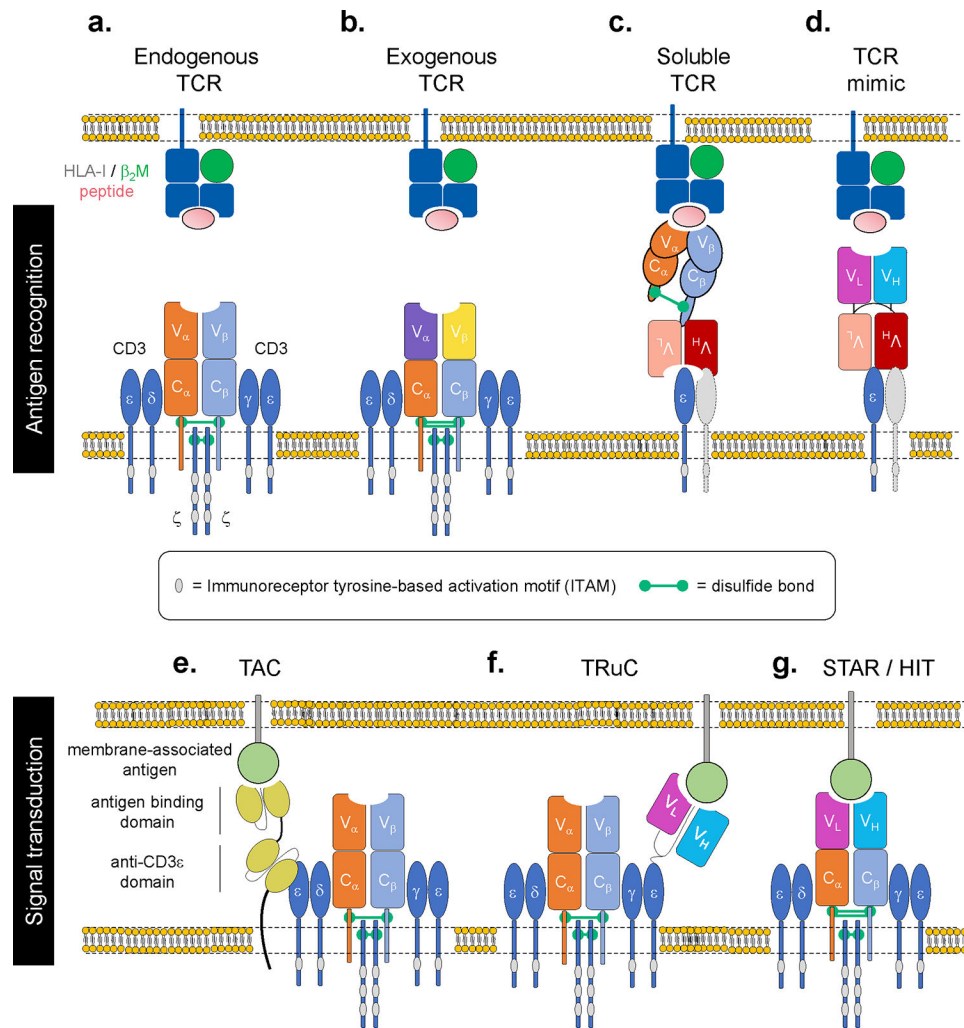 a.
Endogenous
TCR
b.
Exogenous
TCR
c.
Soluble
TCR
d.
TCR
mimic
Antigen recognition
HLA-I / β₂M
peptide
CD3
CD3
Vα
Vβ
Cα
Cβ
ε
δ
γ
ε
ζ
ζ
Vα
Vβ
Cα
Cβ
ε
δ
γ
ε
Vα
Vβ
Cα
Cβ
VL
VH
ε
VL
VH
VL
VH
ε
= Immunoreceptor tyrosine-based activation motif (ITAM)
= disulfide bond
Signal transduction
e.
TAC
f.
TRuC
g.
STAR / HIT
membrane-associated
antigen
antigen binding
domain
anti-CD3ε
domain
Vα
Vβ
Cα
Cβ
ε
δ
γ
ε
VL
VH
Vα
Vβ
Cα
Cβ
ε
δ
γ
ε
VL
VH
Cα
Cβ
ε
δ
γ
ε